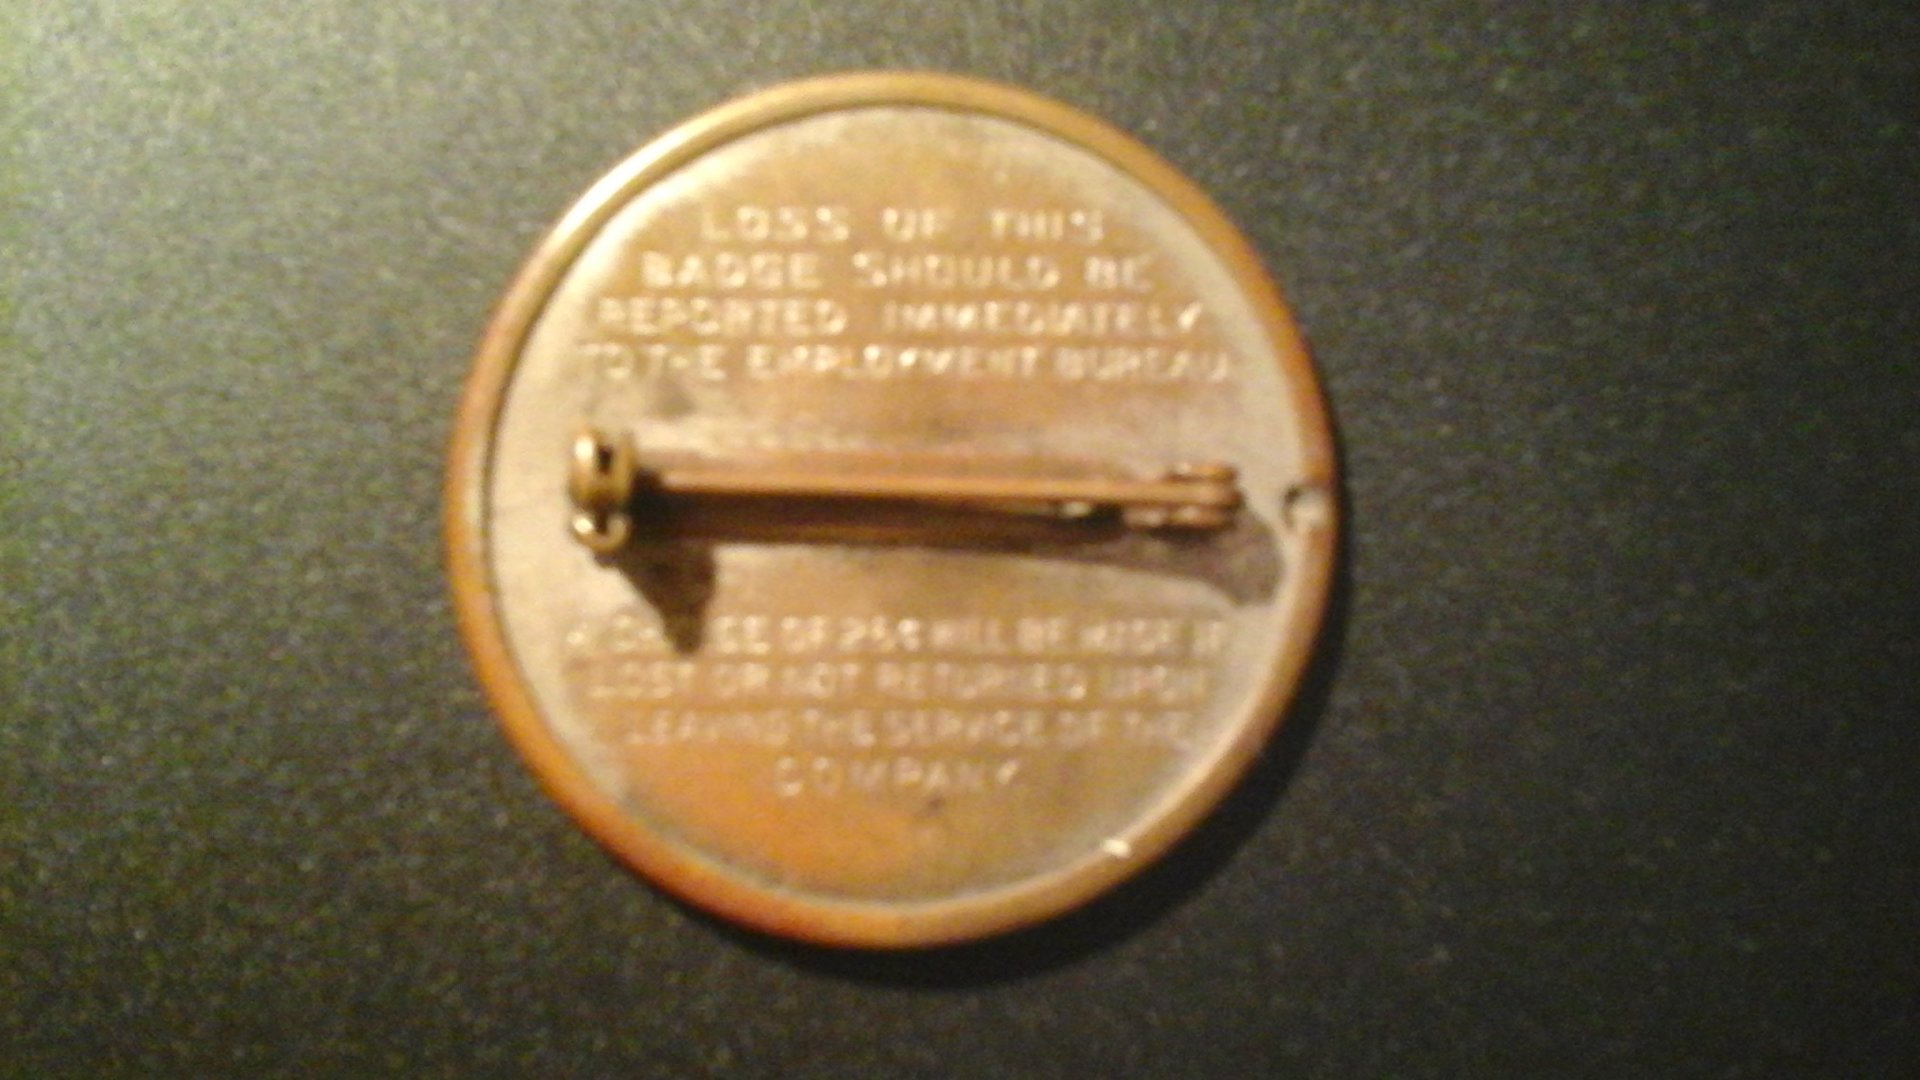 LOSS OF THIS
BADGE SHOULD BE
REPORTED IMMEDIATELY
TO THE EMPLOYMENT BUREAU
A CHARGE OF 25¢ WILL BE MADE IF
LOST OR NOT RETURNED UPON
LEAVING THE SERVICE OF THE
COMPANY